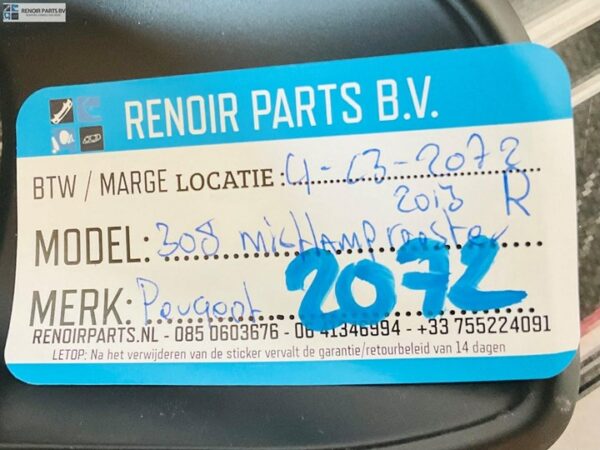 RENOIR PARTS BV
RENOIR PARTS B.V.
BTW / MARGE LOCATIE: 4-C3-2072
2013 R
MODEL: 308 mistlamprooster
MERK: Peugeot 2072
RENOIRPARTS.NL - 085 0603676 - 06 41346994 - +33 755224091
LETOP: Na het verwijderen van de sticker vervalt de garantie/retourbeleid van 14 dagen